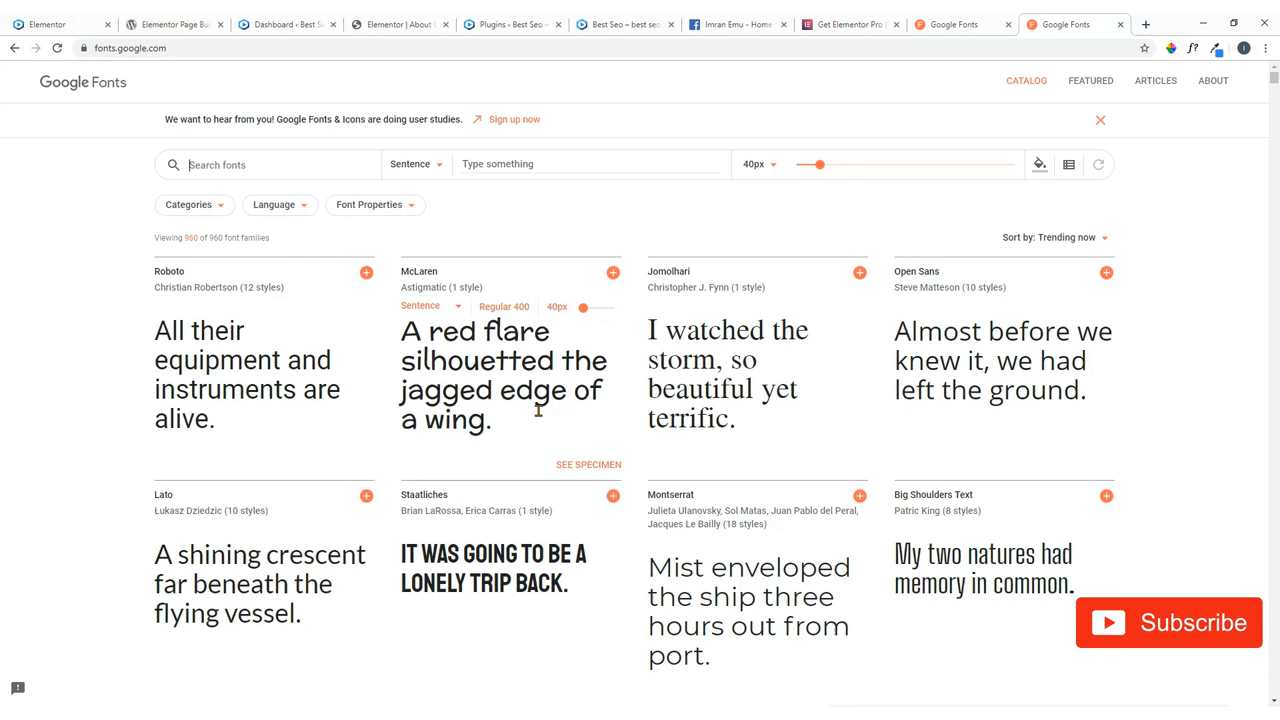 Elementor
Elementor Page Bu
Dashboard ‹ Best S
Elementor | About U
Plugins ‹ Best Seo –
Best Seo – best seo
Imran Emu - Home
Get Elementor Pro |
Google Fonts
Google Fonts
fonts.google.com
Google Fonts
CATALOG
FEATURED
ARTICLES
ABOUT
We want to hear from you! Google Fonts & Icons are doing user studies.
Sign up now
Search fonts
Sentence
Type something
40px
Categories
Language
Font Properties
Viewing 960 of 960 font families
Sort by: Trending now
Roboto
Christian Robertson (12 styles)
All their
equipment and
instruments are
alive.
McLaren
Astigmatic (1 style)
Sentence
Regular 400
40px
A red flare
silhouetted the
jagged edge of
a wing.
SEE SPECIMEN
Jomolhari
Christopher J. Fynn (1 style)
I watched the
storm, so
beautiful yet
terrific.
Open Sans
Steve Matteson (10 styles)
Almost before we
knew it, we had
left the ground.
Lato
Łukasz Dziedzic (10 styles)
A shining crescent
far beneath the
flying vessel.
Staatliches
Brian LaRossa, Erica Carras (1 style)
IT WAS GOING TO BE A
LONELY TRIP BACK.
Montserrat
Julieta Ulanovsky, Sol Matas, Juan Pablo del Peral,
Jacques Le Bailly (18 styles)
Mist enveloped
the ship three
hours out from
port.
Big Shoulders Text
Patric King (8 styles)
My two natures had
memory in common.
Subscribe